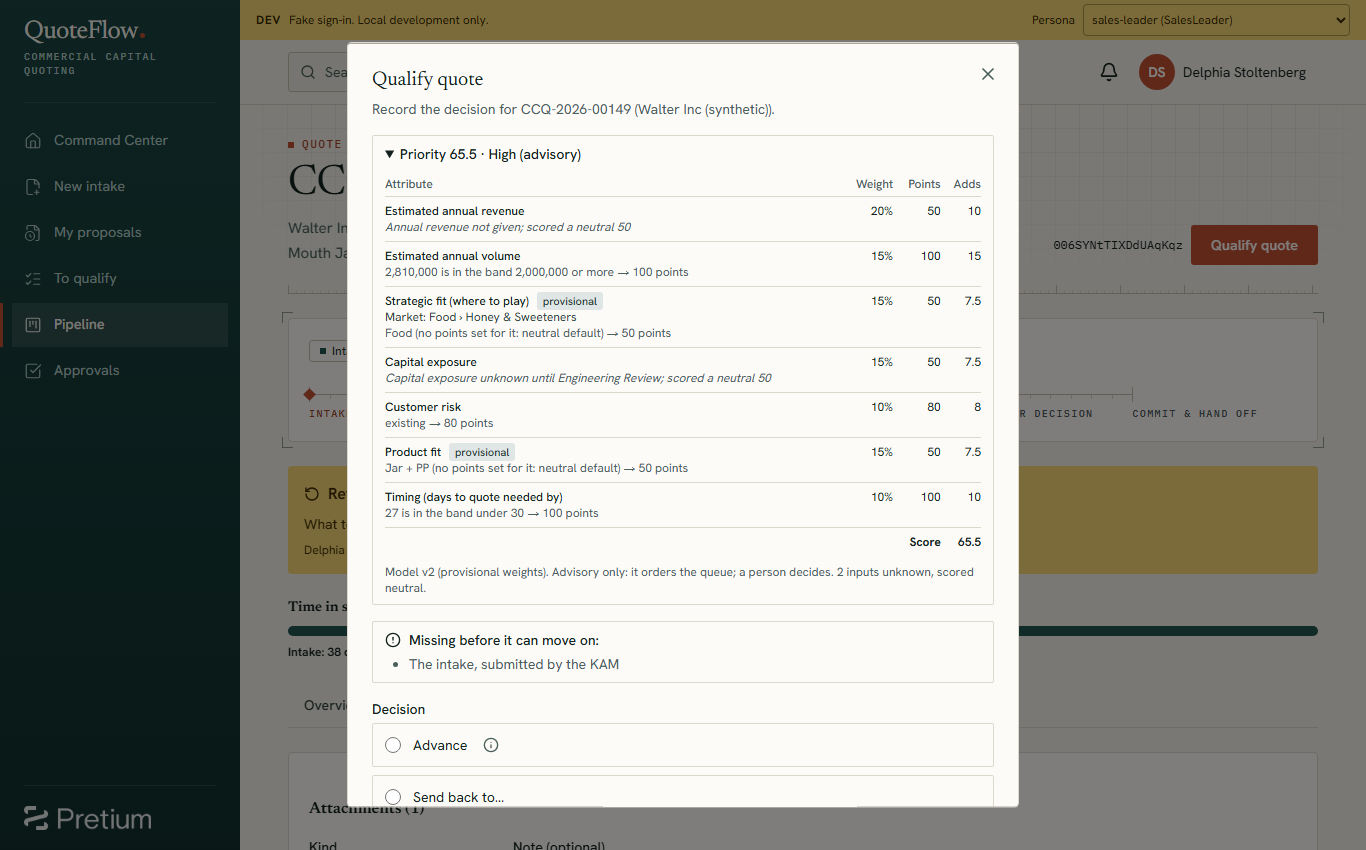 QuoteFlow.
COMMERCIAL CAPITAL
QUOTING
Command Center
New intake
My proposals
To qualify
Pipeline
Approvals
Pretium
DEV Fake sign-in. Local development only.
Persona sales-leader (SalesLeader)
DS Delphia Stoltenberg
QUOTE
006SYNtTIXDdUAqKqz Qualify quote
DECISION COMMIT & HAND OFF
What
Delphia
Time in
Intake: 38
Attachments (1)
Kind Note (optional)
Qualify quote
Record the decision for CCQ-2026-00149 (Walter Inc (synthetic)).
Priority 65.5 · High (advisory)
Attribute Weight Points Adds
Estimated annual revenue 20% 50 10
Annual revenue not given; scored a neutral 50
Estimated annual volume 15% 100 15
2,810,000 is in the band 2,000,000 or more → 100 points
Strategic fit (where to play) provisional 15% 50 7.5
Market: Food › Honey & Sweeteners
Food (no points set for it: neutral default) → 50 points
Capital exposure 15% 50 7.5
Capital exposure unknown until Engineering Review; scored a neutral 50
Customer risk 10% 80 8
existing → 80 points
Product fit provisional 15% 50 7.5
Jar + PP (no points set for it: neutral default) → 50 points
Timing (days to quote needed by) 10% 100 10
27 is in the band under 30 → 100 points
Score 65.5
Model v2 (provisional weights). Advisory only: it orders the queue; a person decides. 2 inputs unknown, scored
neutral.
Missing before it can move on:
The intake, submitted by the KAM
Decision
Advance
Send back to...